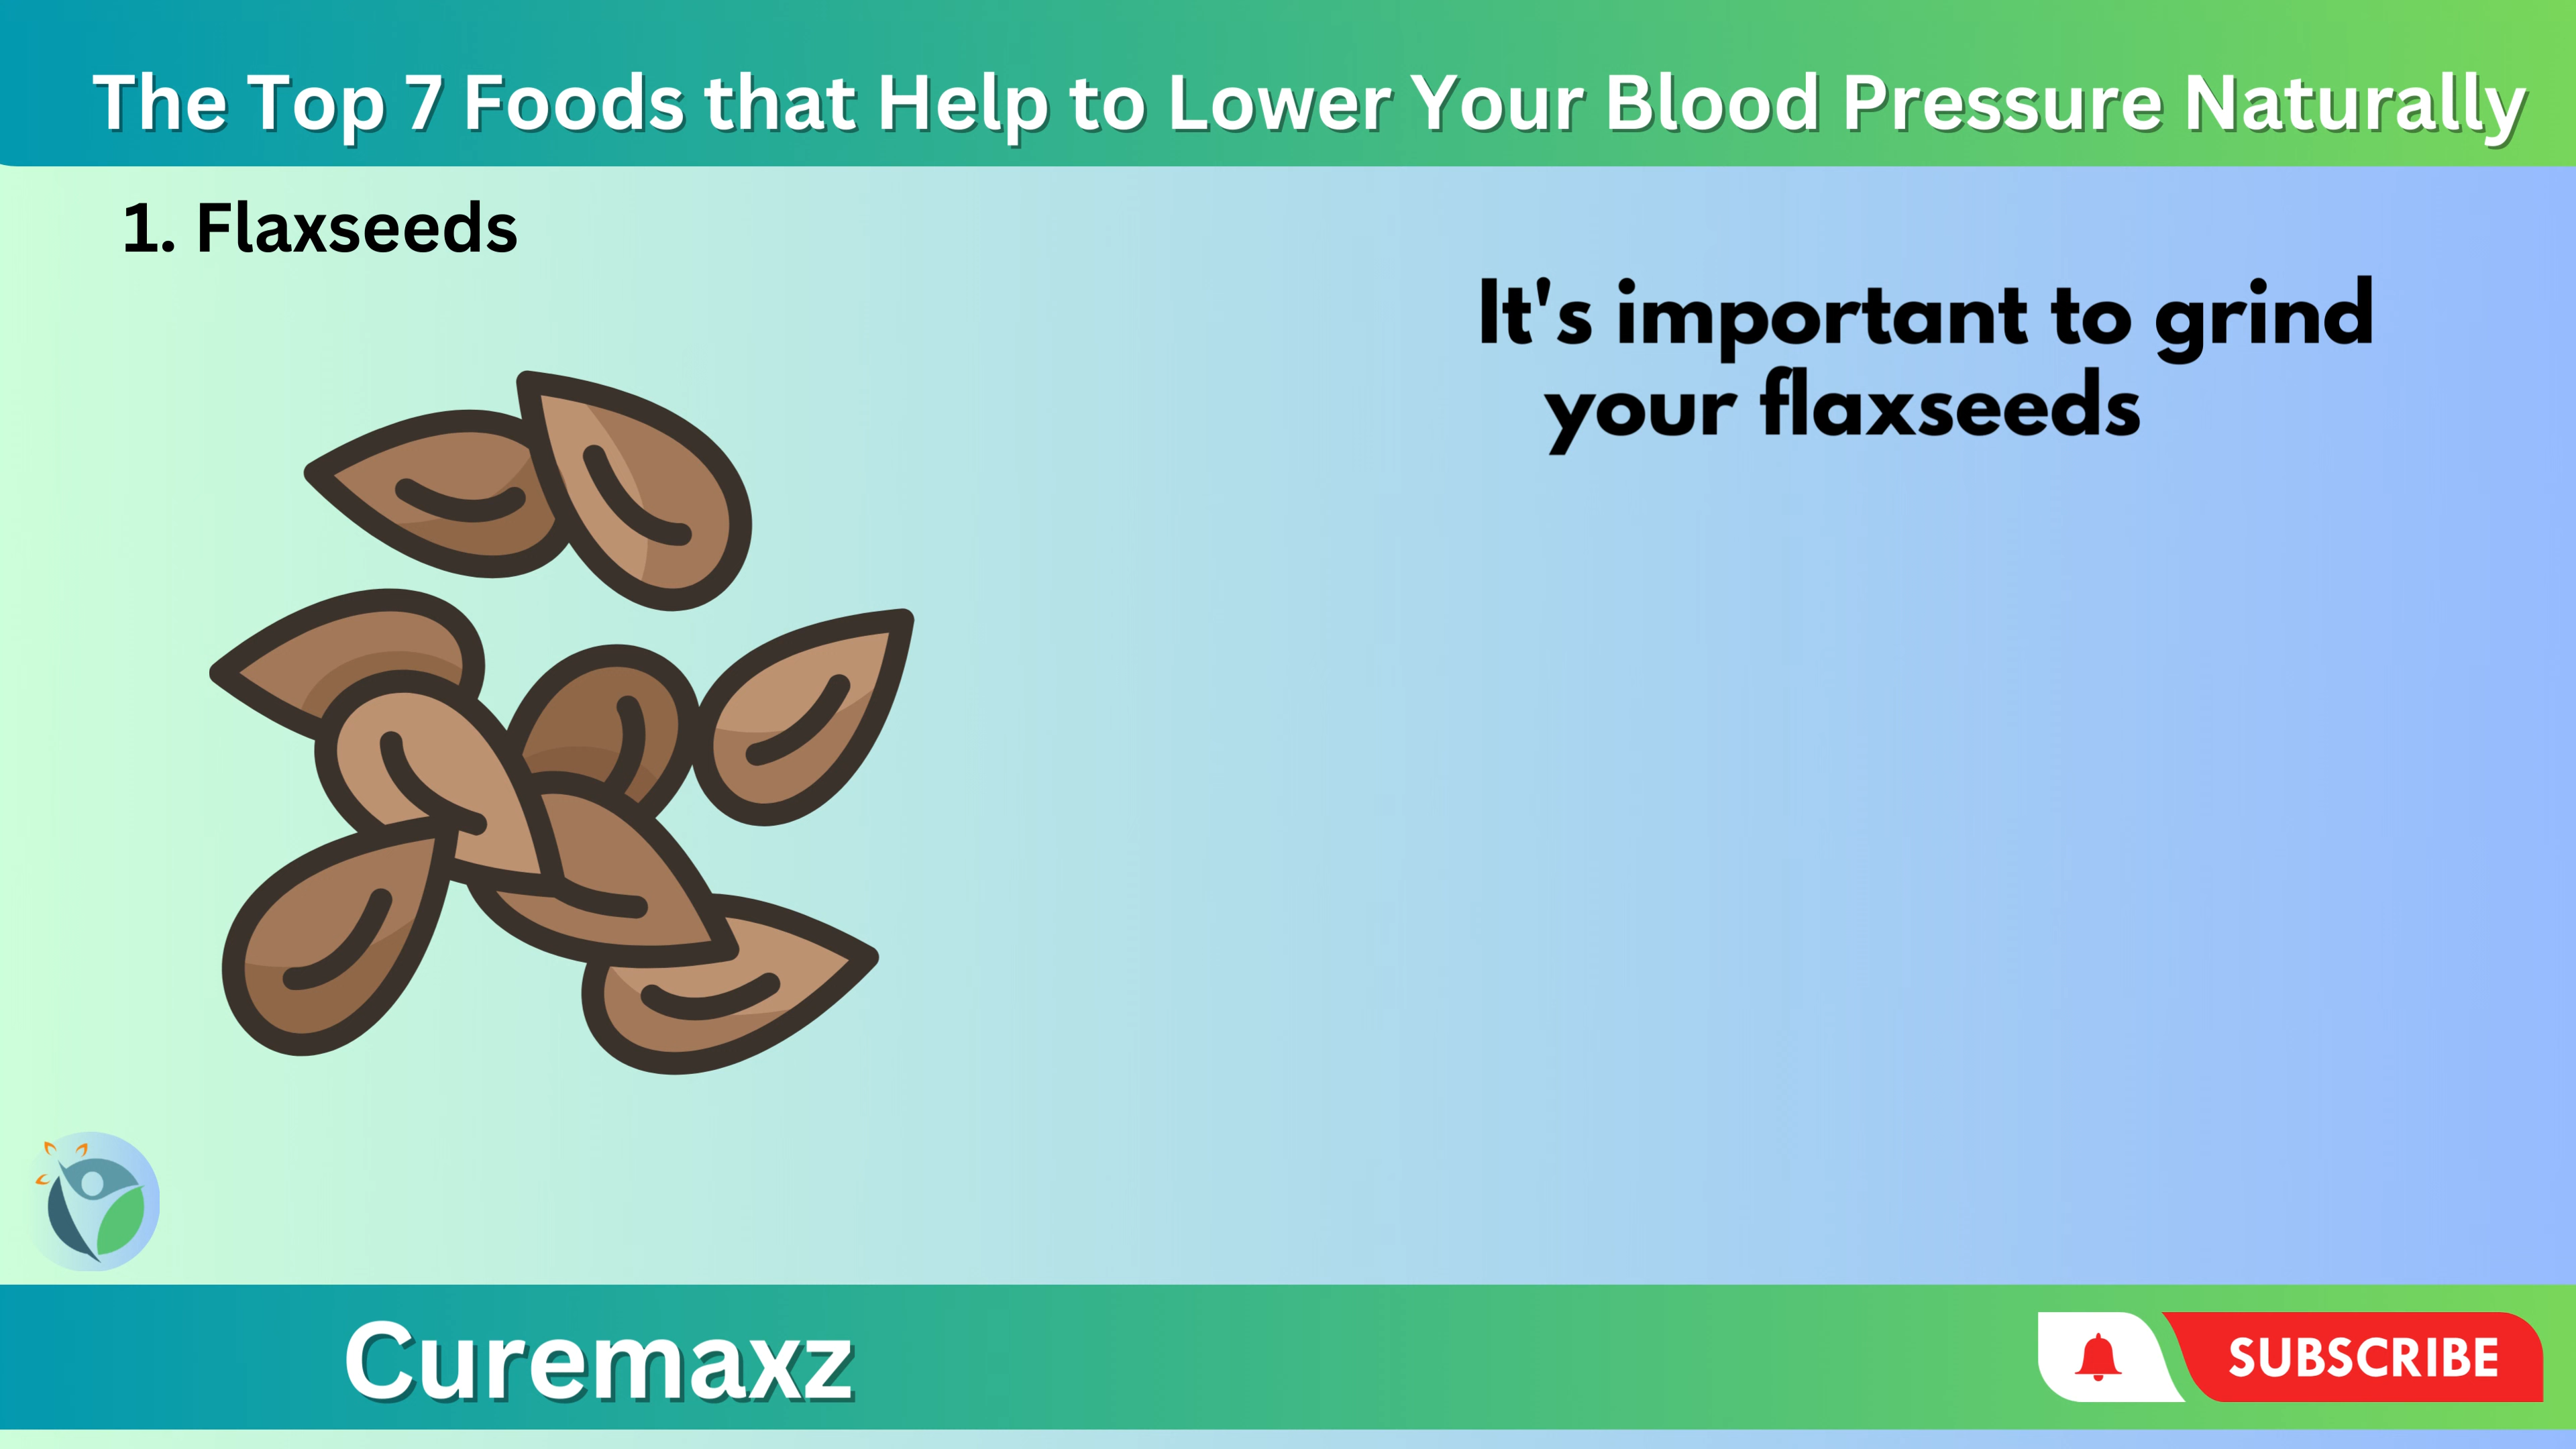 The Top 7 Foods that Help to Lower Your Blood Pressure Naturally
1. Flaxseeds
It's important to grind
your flaxseeds
Curemaxz
SUBSCRIBE